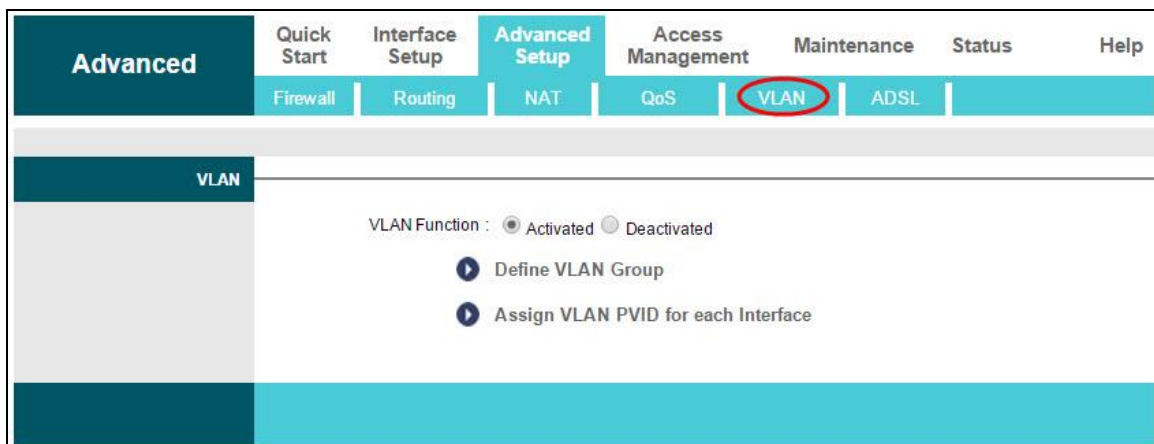 Advanced
Quick Start
Interface Setup
Advanced Setup
Access Management
Maintenance
Status
Help
Firewall
Routing
NAT
QoS
VLAN
ADSL
VLAN
VLAN Function : Activated Deactivated
Define VLAN Group
Assign VLAN PVID for each Interface